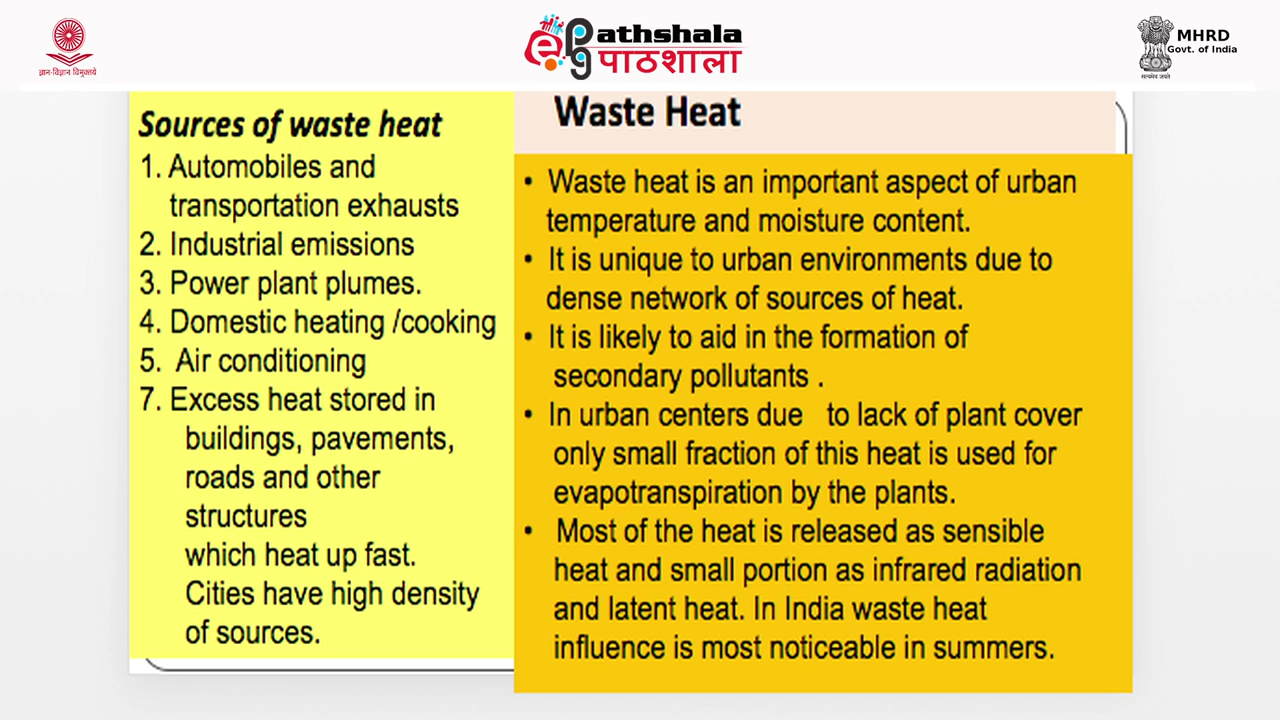 ज्ञान-विज्ञान विमुक्तये
epg
athshala
पाठशाला
MHRD
Govt. of India
सत्यमेव जयते
Sources of waste heat
1. Automobiles and
transportation exhausts
2. Industrial emissions
3. Power plant plumes.
4. Domestic heating /cooking
5. Air conditioning
7. Excess heat stored in
buildings, pavements,
roads and other
structures
which heat up fast.
Cities have high density
of sources.
Waste Heat
• Waste heat is an important aspect of urban
temperature and moisture content.
• It is unique to urban environments due to
dense network of sources of heat.
• It is likely to aid in the formation of
secondary pollutants .
• In urban centers due to lack of plant cover
only small fraction of this heat is used for
evapotranspiration by the plants.
• Most of the heat is released as sensible
heat and small portion as infrared radiation
and latent heat. In India waste heat
influence is most noticeable in summers.